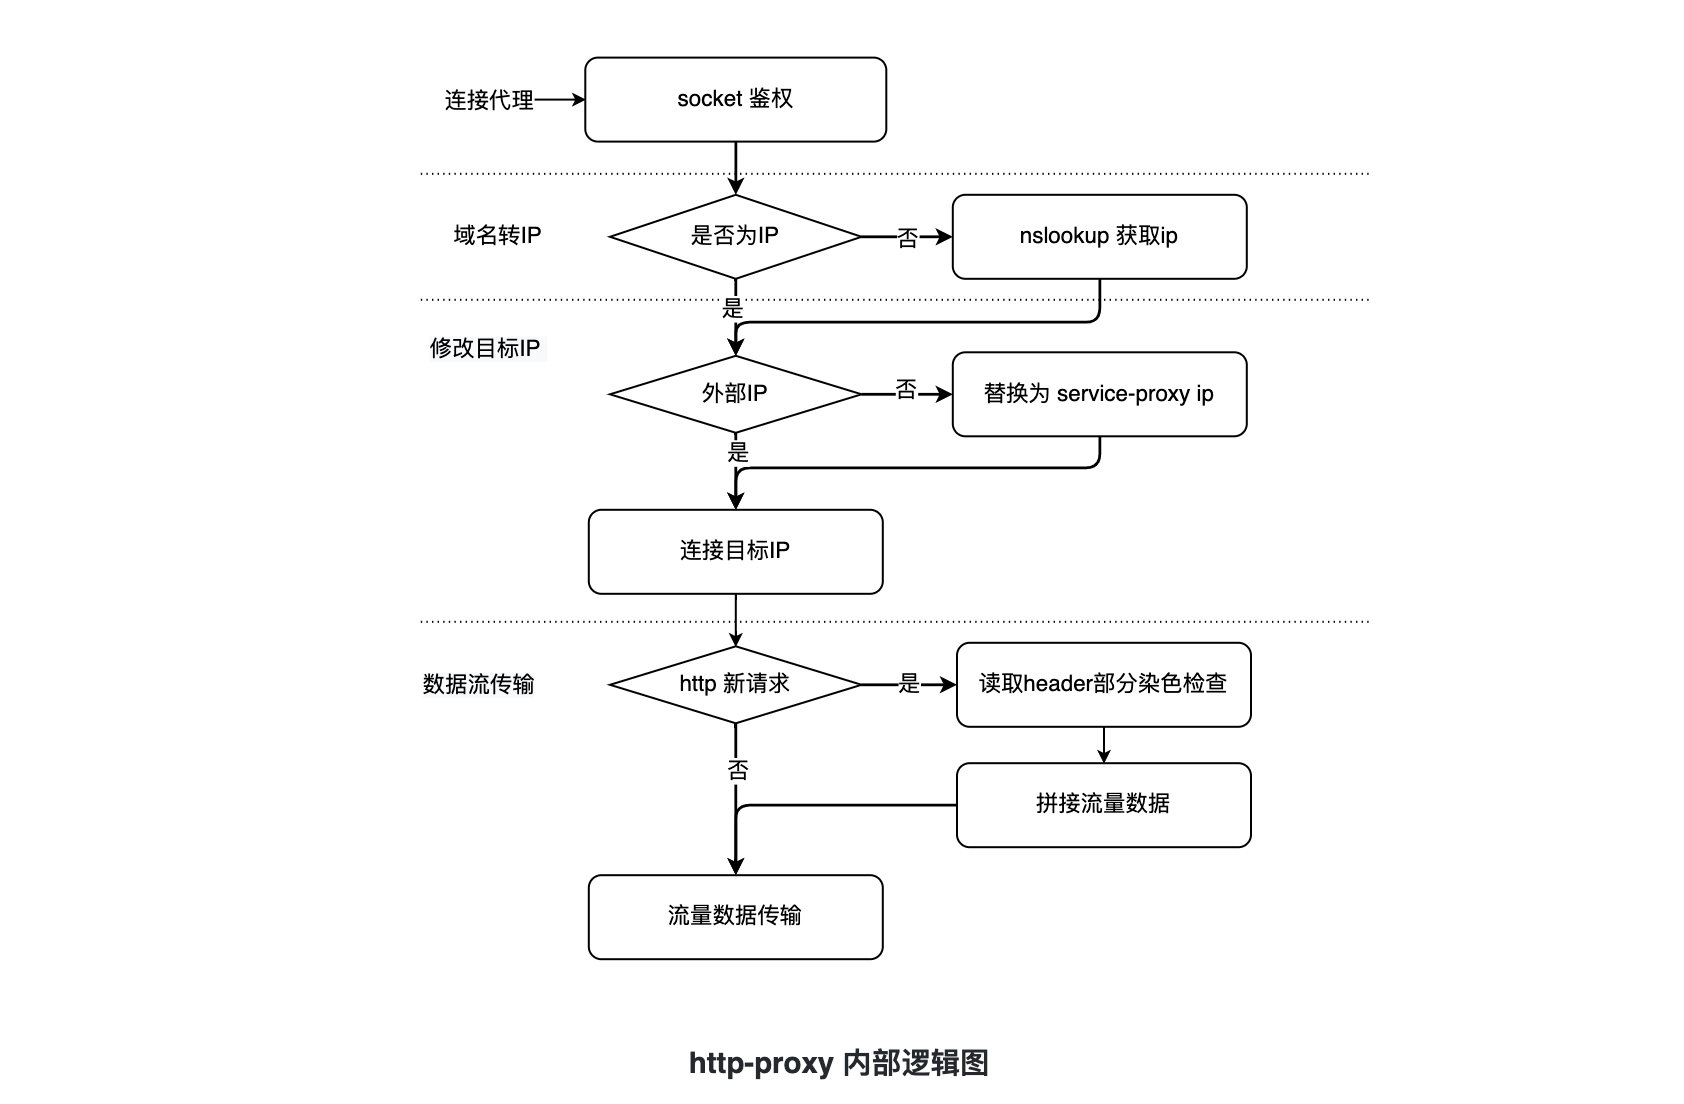 连接代理
socket 鉴权
域名转IP
是否为IP
否
nslookup 获取ip
是
修改目标IP
外部IP
否
替换为 service-proxy ip
是
连接目标IP
数据流传输
http 新请求
是
读取header部分染色检查
否
拼接流量数据
流量数据传输
http-proxy 内部逻辑图